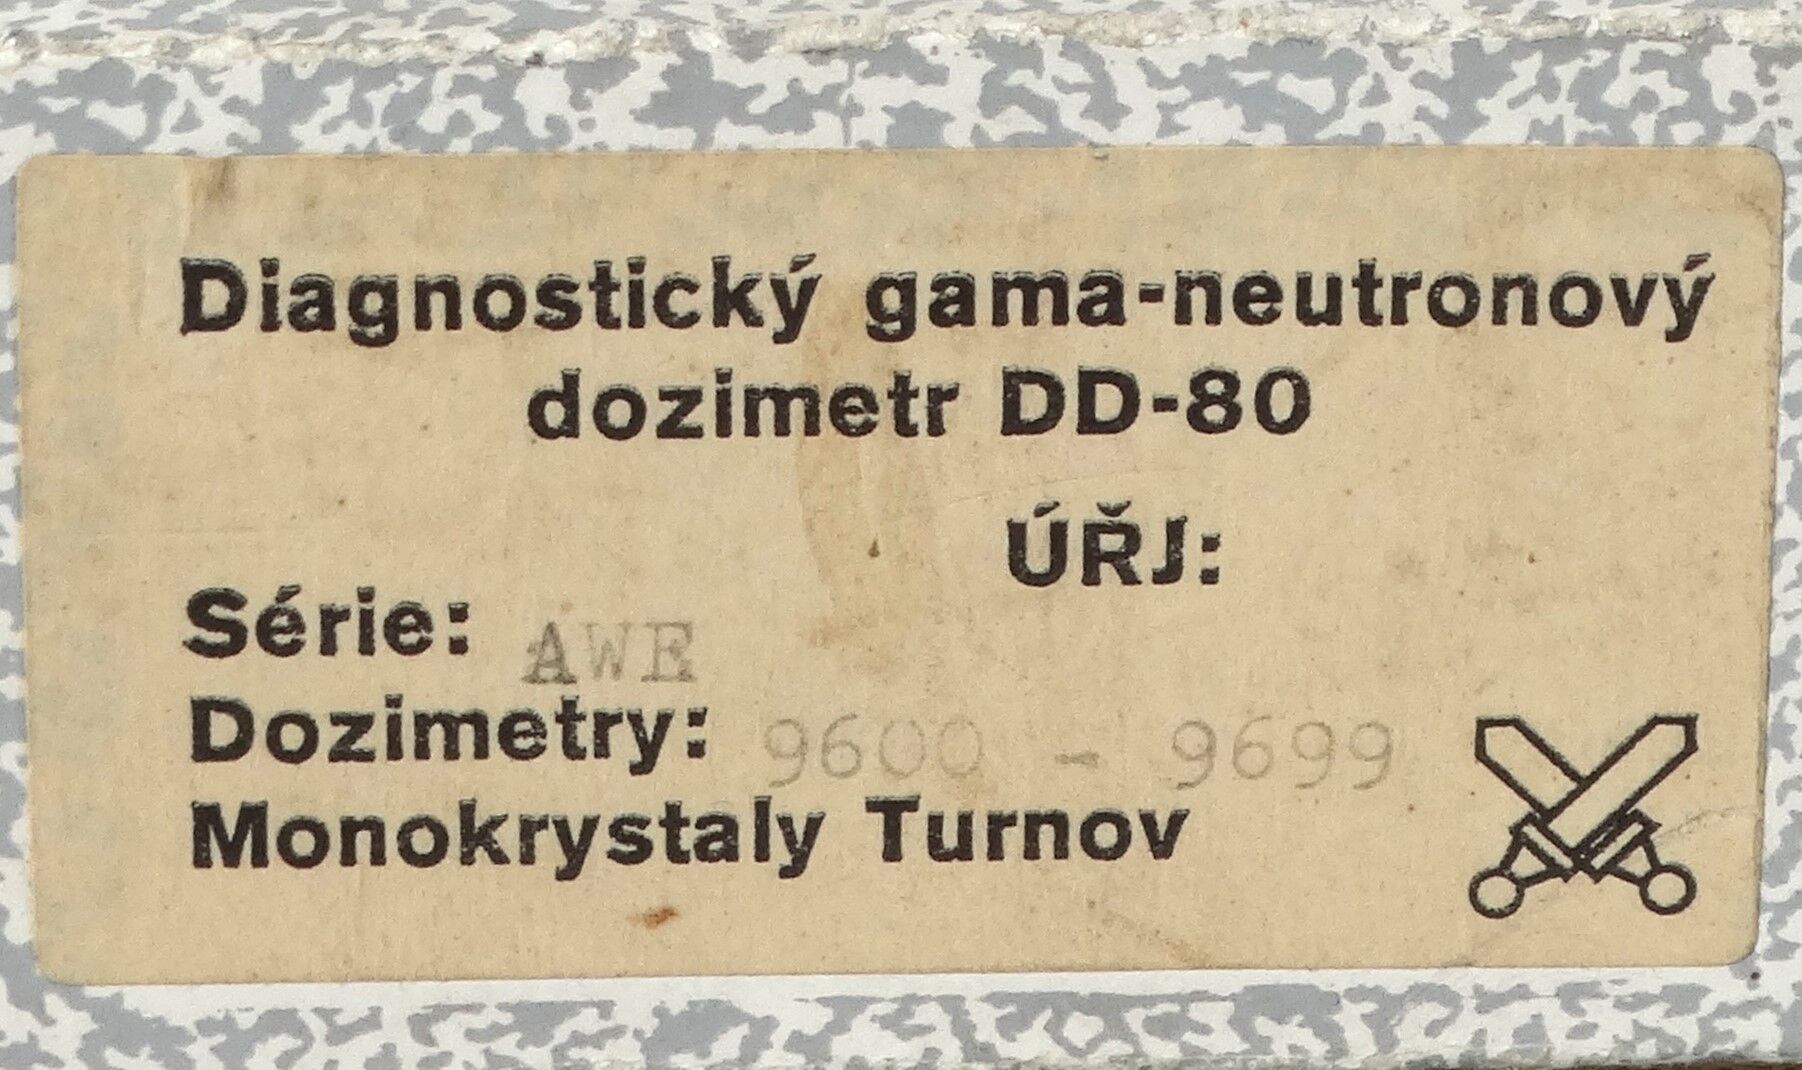 Diagnostický gama-neutronový
dozimetr DD-80
ÚŘJ:
Série: AWE
Dozimetry: 9600 - 9699
Monokrystaly Turnov